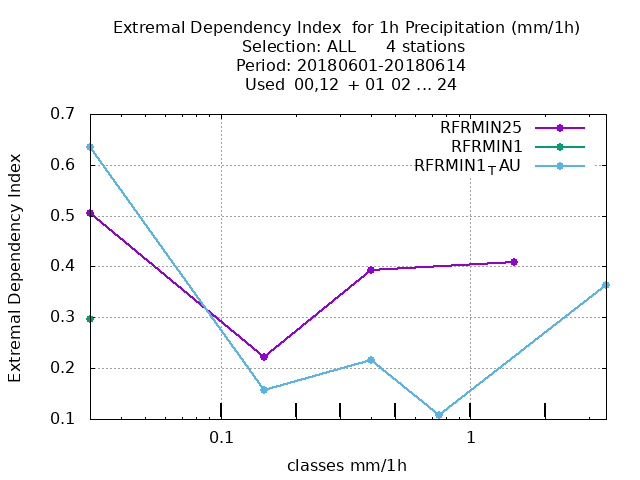 Extremal Dependency Index for 1h Precipitation (mm/1h)
Selection: ALL 4 stations
Period: 20180601-20180614
Used 00,12 + 01 02 ... 24
0.7
0.6
0.5
0.4
0.3
0.2
0.1
Extremal Dependency Index
RFRMIN25
RFRMIN1
RFRMIN1TAU
0.1
1
classes mm/1h